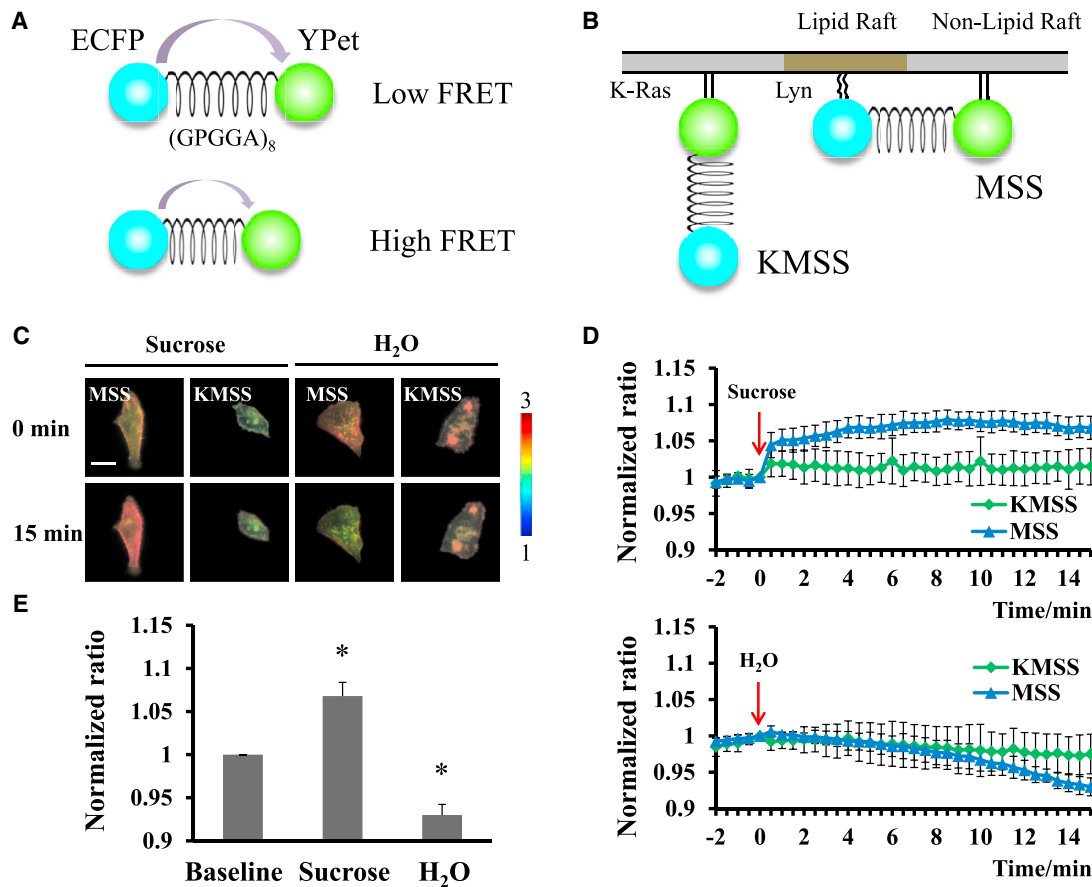 A
ECFP YPet
(GPGGA)8
Low FRET
High FRET
B
Lipid Raft Non-Lipid Raft
K-Ras Lyn
MSS
KMSS
C
Sucrose H2O
MSS KMSS MSS KMSS
0 min
15 min
3
1
D
Normalized ratio
1.15
1.1
1.05
1
0.95
0.9
Sucrose
KMSS
MSS
-2 0 2 4 6 8 10 12 14
Time/min
Normalized ratio
1.15
1.1
1.05
1
0.95
0.9
H2O
KMSS
MSS
-2 0 2 4 6 8 10 12 14
Time/min
E
Normalized ratio
1.15
1.1
1.05
1
0.95
0.9
*
*
Baseline Sucrose H2O